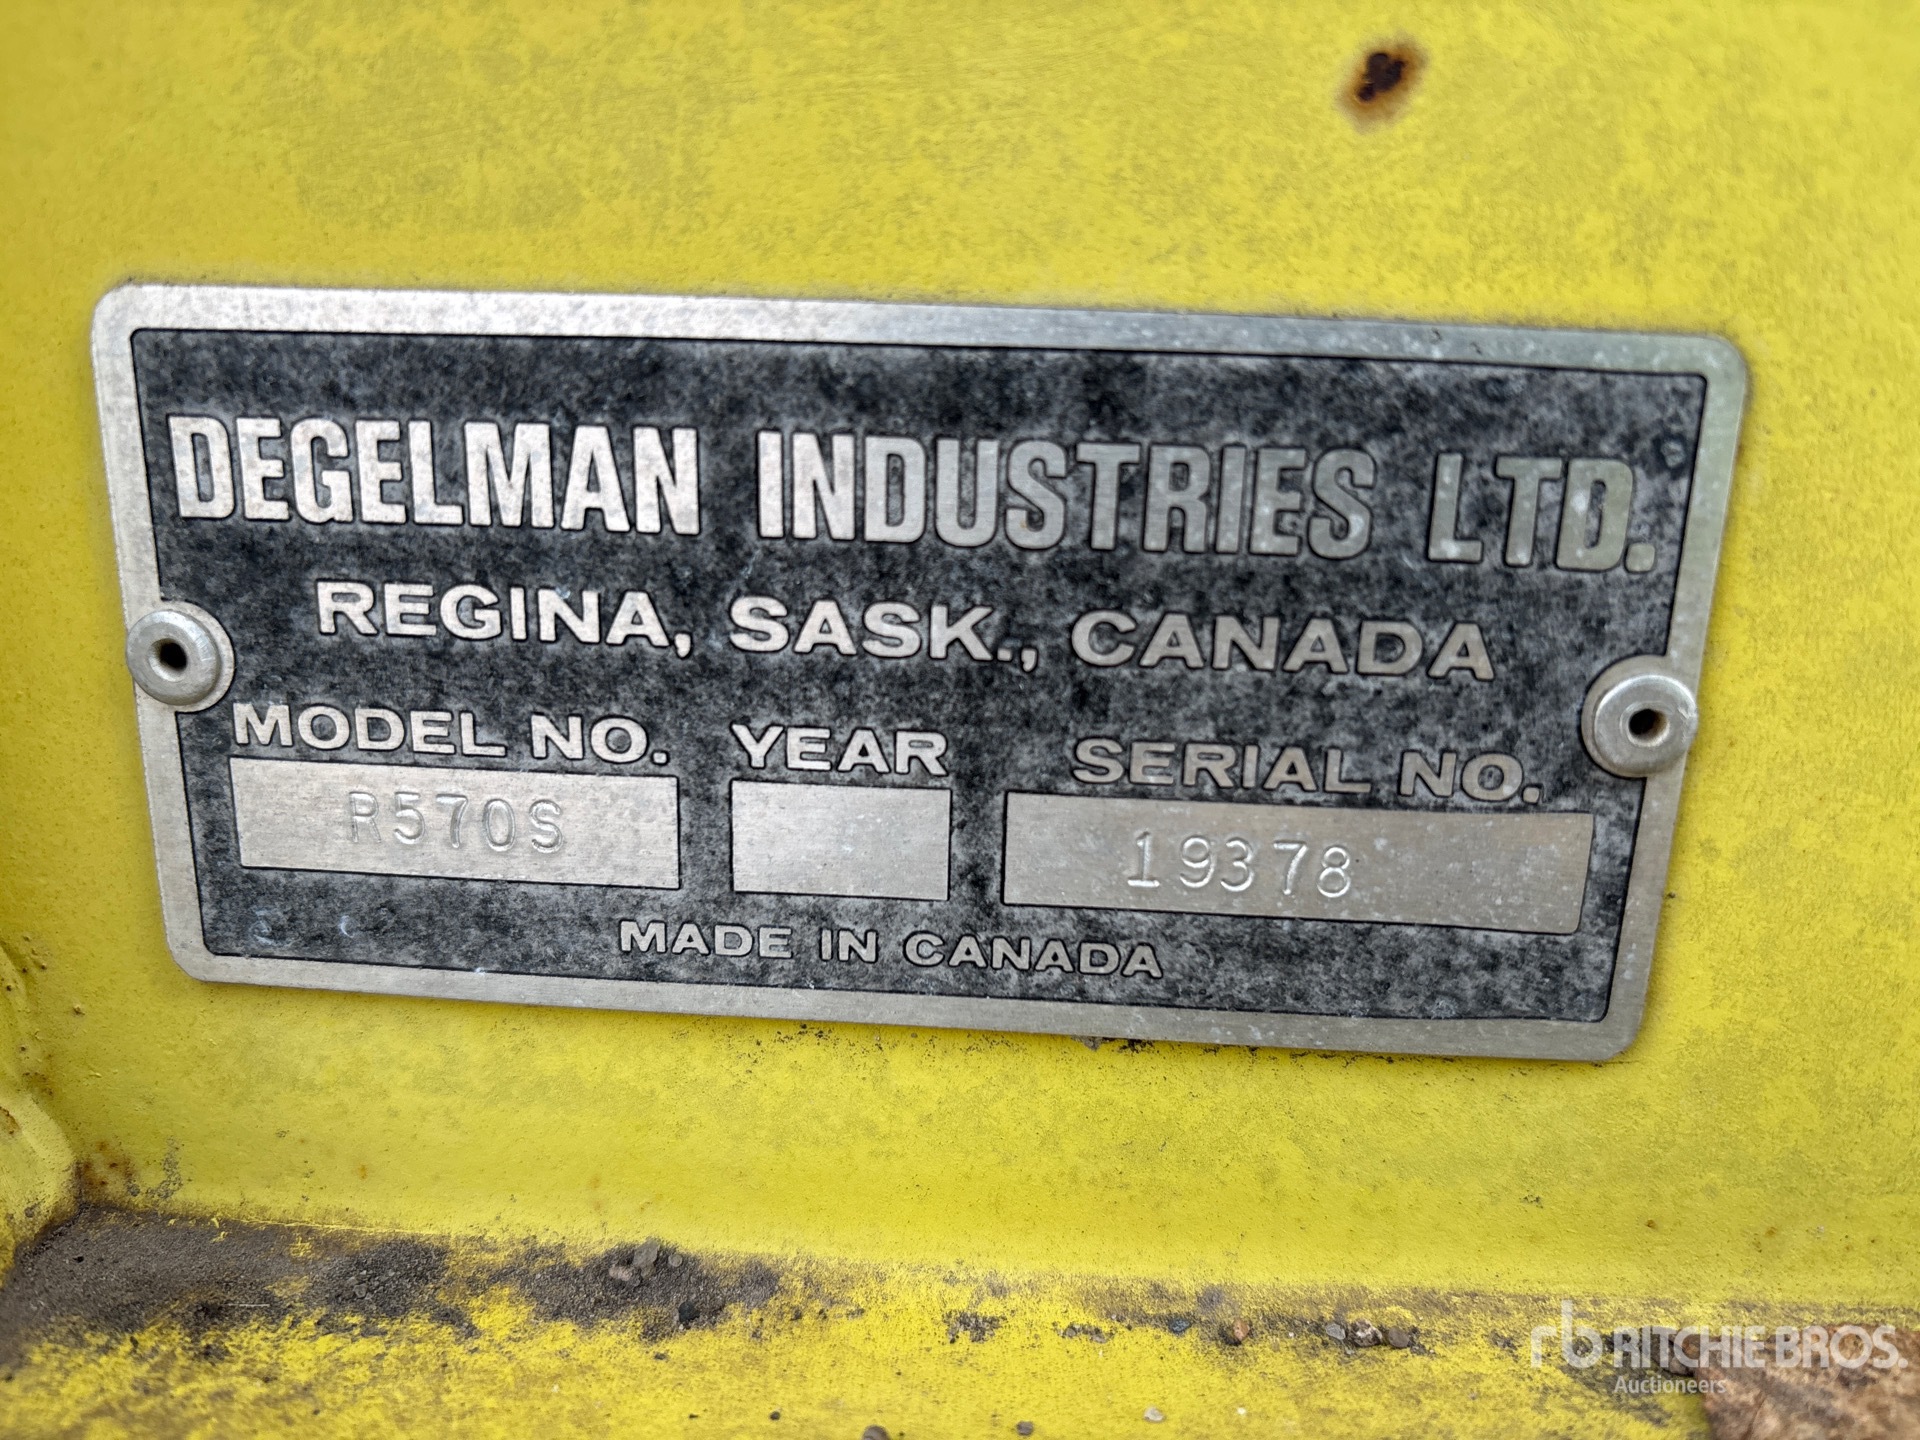 DEGELMAN INDUSTRIES LTD.
REGINA, SASK., CANADA
MODEL NO. YEAR SERIAL NO.
R570S 19378
MADE IN CANADA
rb RITCHIE BROS.
Auctioneers